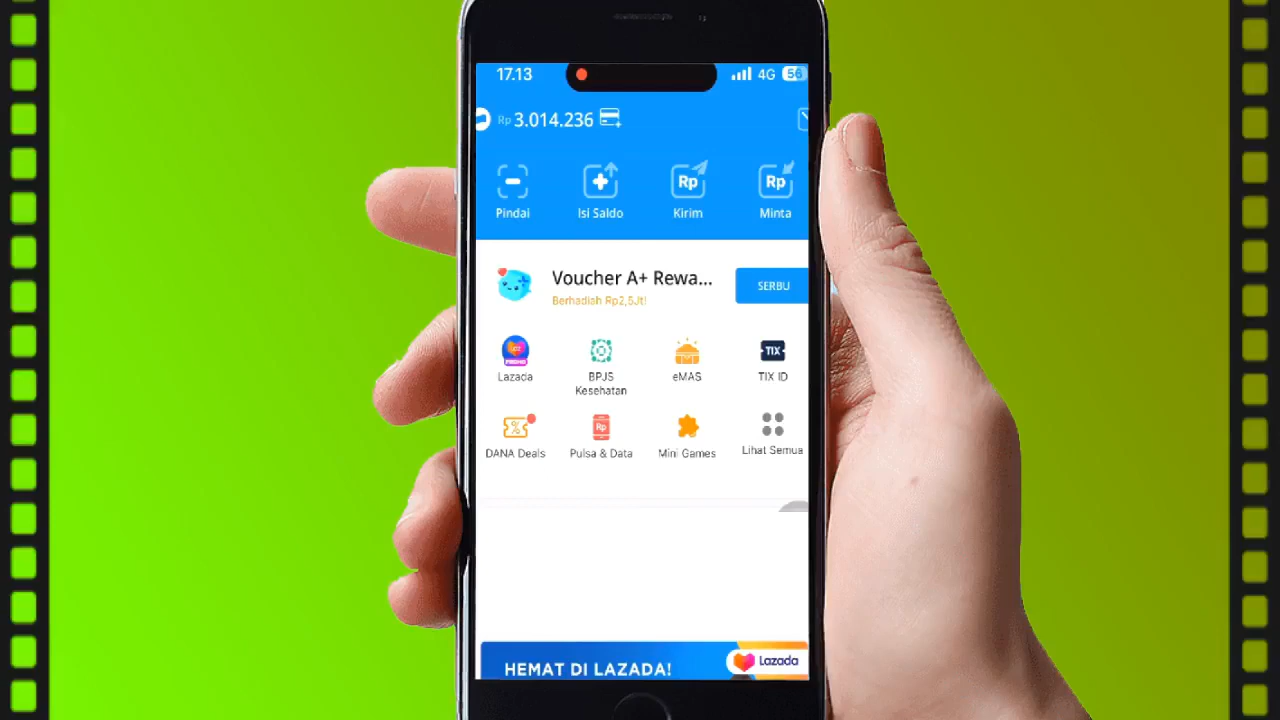 17.13
4G 56
Rp 3.014.236
Pindai
Isi Saldo
Rp
Kirim
Rp
Minta
Voucher A+ Rewa...
Berhadiah Rp2,5Jt!
SERBU
Lazada
BPJS
Kesehatan
eMAS
TIX
TIX ID
DANA Deals
Rp
Pulsa & Data
Mini Games
Lihat Semua
HEMAT DI LAZADA!
Lazada